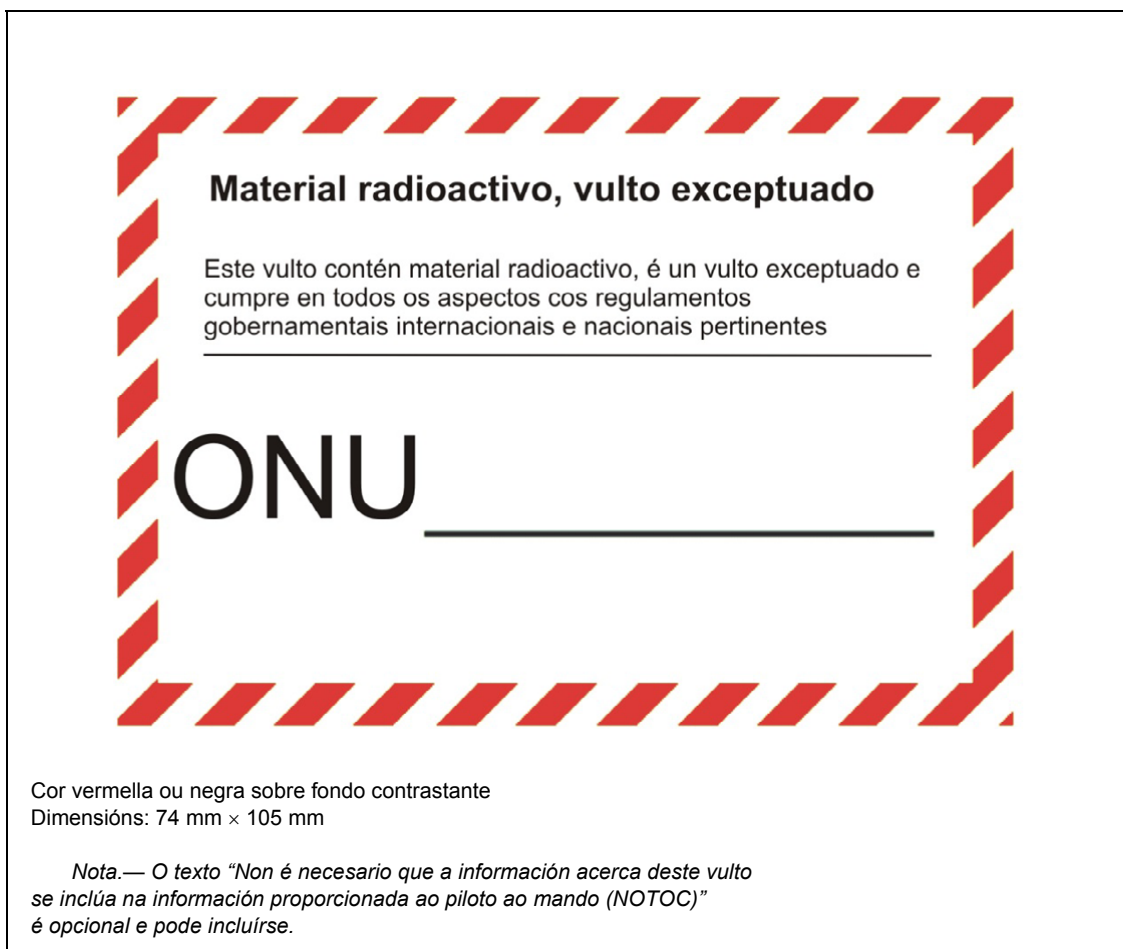 Material radioactivo, vulto exceptuado
Este vulto contén material radioactivo, é un vulto exceptuado e
cumpre en todos os aspectos cos regulamentos
gobernamentais internacionais e nacionais pertinentes
ONU
Cor vermella ou negra sobre fondo contrastante
Dimensións: 74 mm × 105 mm
Nota.— O texto “Non é necesario que a información acerca deste vulto
se inclúa na información proporcionada ao piloto ao mando (NOTOC)”
é opcional e pode incluírse.